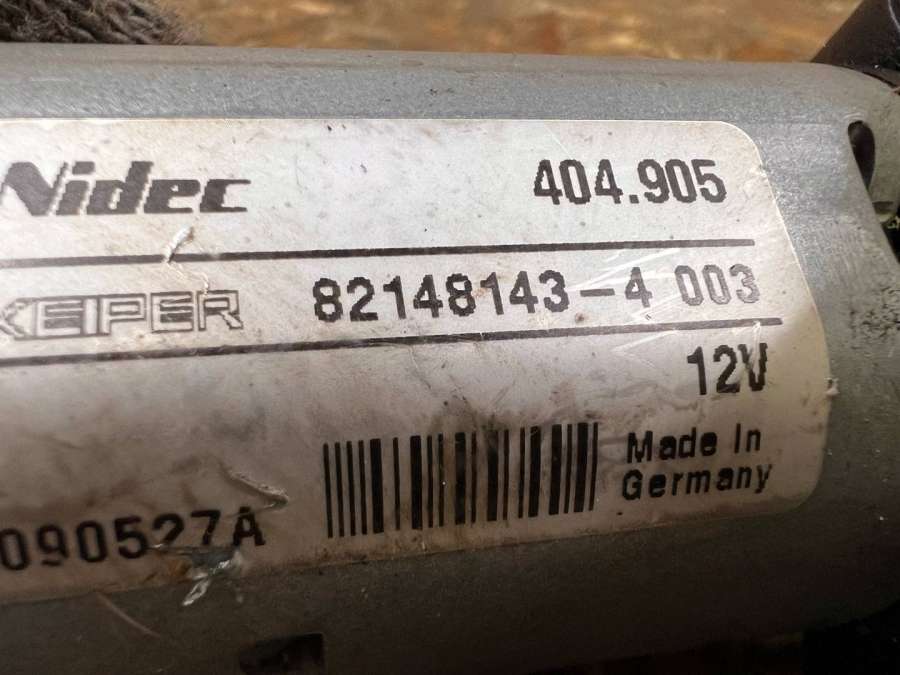 Nidec 404.905
KEIPER 82148143-4 003
12V
Made In
Germany
090527A